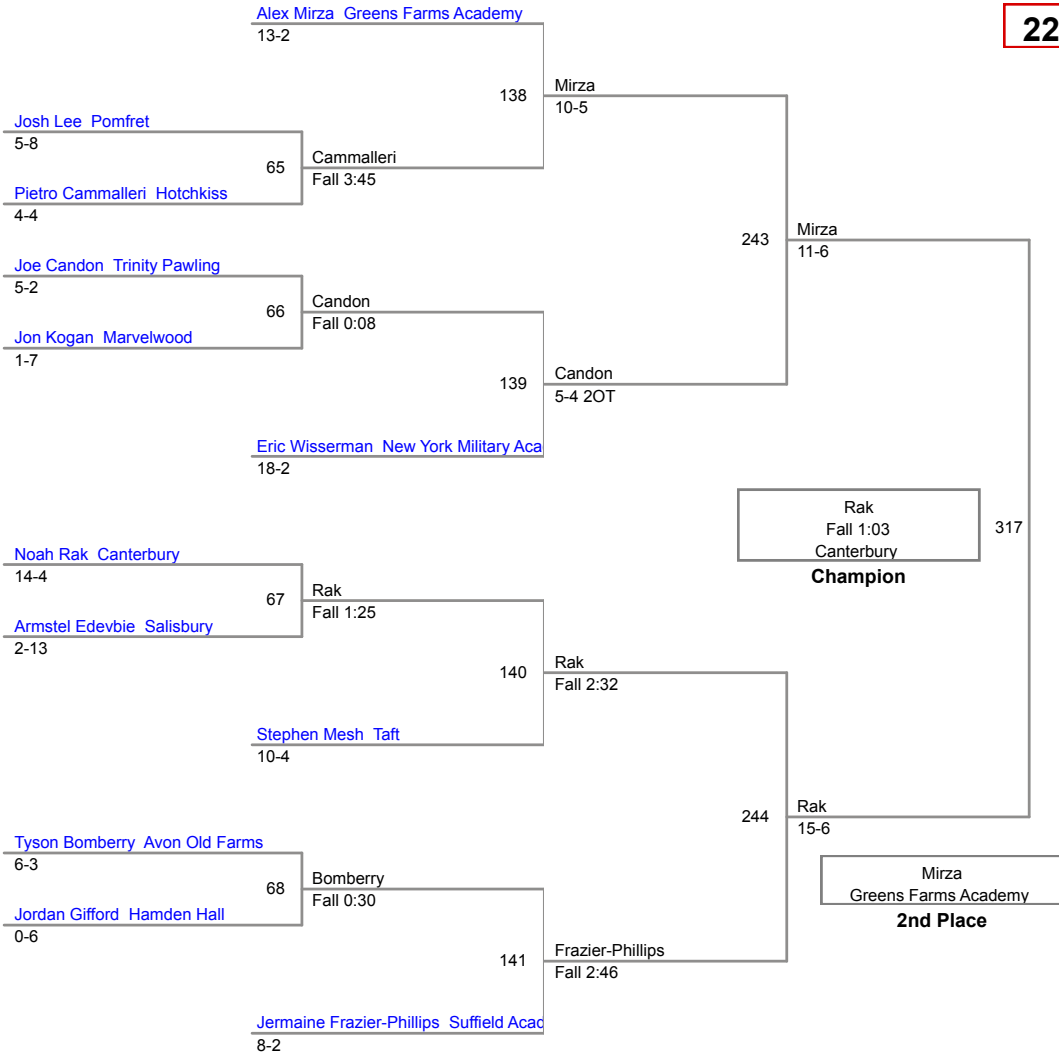 Alex Mirza  Greens Farms Academy
13-2
22
138
Mirza
10-5
Josh Lee  Pomfret
5-8
65
Cammalleri
Fall 3:45
Pietro Cammalleri  Hotchkiss
4-4
243
Mirza
11-6
Joe Candon  Trinity Pawling
5-2
66
Candon
Fall 0:08
Jon Kogan  Marvelwood
1-7
139
Candon
5-4 2OT
Eric Wisserman  New York Military Aca
18-2
Rak
Fall 1:03
Canterbury
Champion
317
Noah Rak  Canterbury
14-4
67
Rak
Fall 1:25
Armstel Edevbie  Salisbury
2-13
140
Rak
Fall 2:32
Stephen Mesh  Taft
10-4
244
Rak
15-6
Tyson Bomberry  Avon Old Farms
6-3
68
Bomberry
Fall 0:30
Mirza
Greens Farms Academy
2nd Place
Jordan Gifford  Hamden Hall
0-6
141
Frazier-Phillips
Fall 2:46
Jermaine Frazier-Phillips  Suffield Acad
8-2